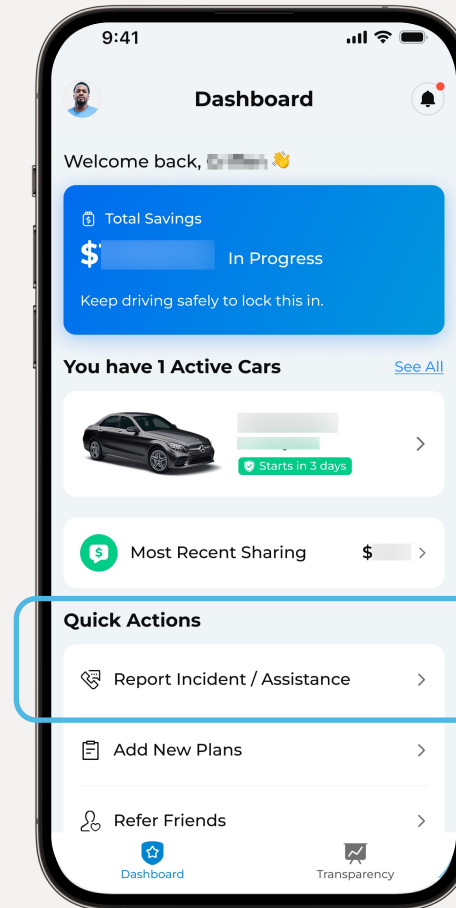 9:41
Dashboard
Welcome back,
Total Savings
$
In Progress
Keep driving safely to lock this in.
You have 1 Active Cars See All
Starts in 3 days
Most Recent Sharing $
Quick Actions
Report Incident / Assistance
Add New Plans
Refer Friends
Dashboard Transparency